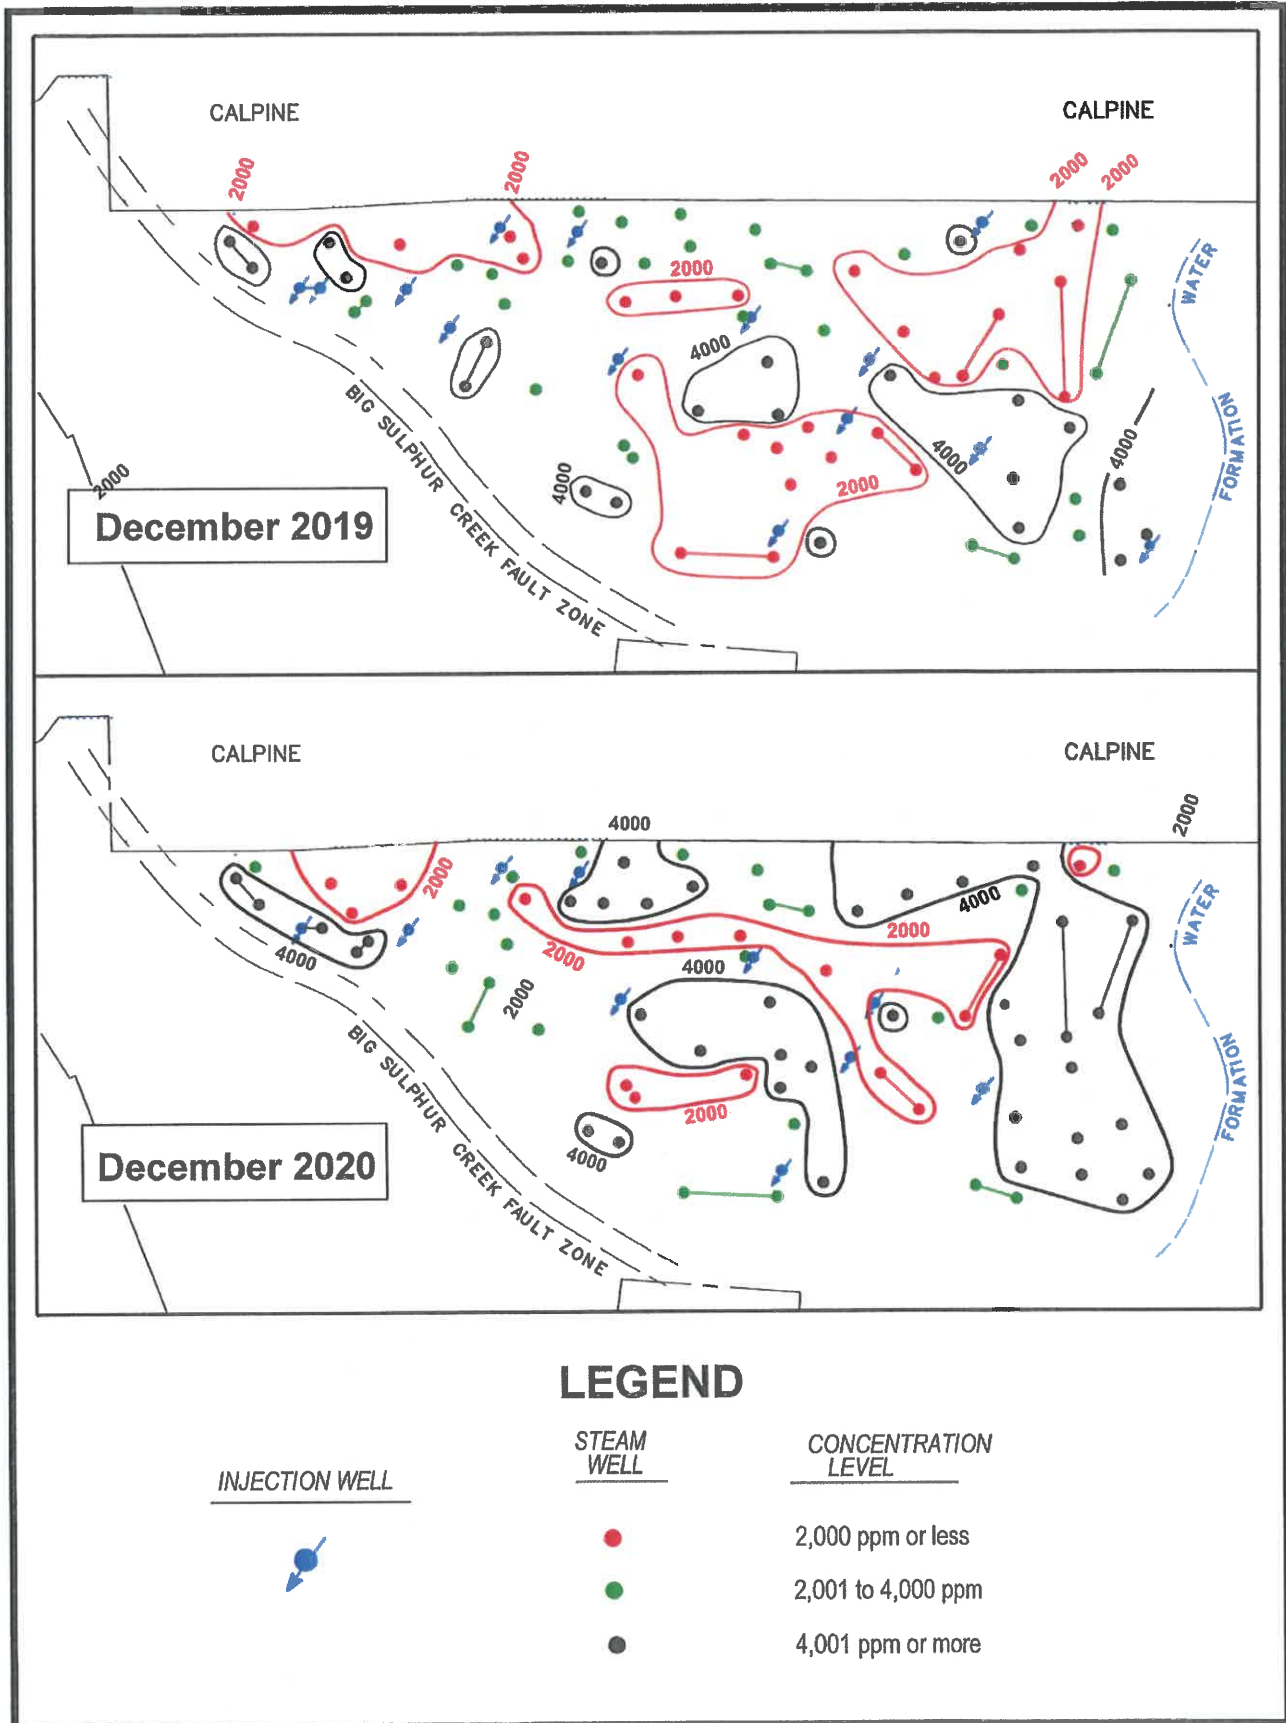 CALPINE
CALPINE
2000
2000
2000
2000
WATER
2000
4000
BIG SULPHUR CREEK FAULT ZONE
4000
4000
FORMATION
2000
4000
2000
December 2019
CALPINE
CALPINE
2000
4000
2000
4000
WATER
2000
2000
4000
4000
2000
BIG SULPHUR CREEK FAULT ZONE
FORMATION
2000
4000
December 2020
LEGEND
STEAM
WELL
CONCENTRATION
LEVEL
INJECTION WELL
2,000 ppm or less
2,001 to 4,000 ppm
4,001 ppm or more